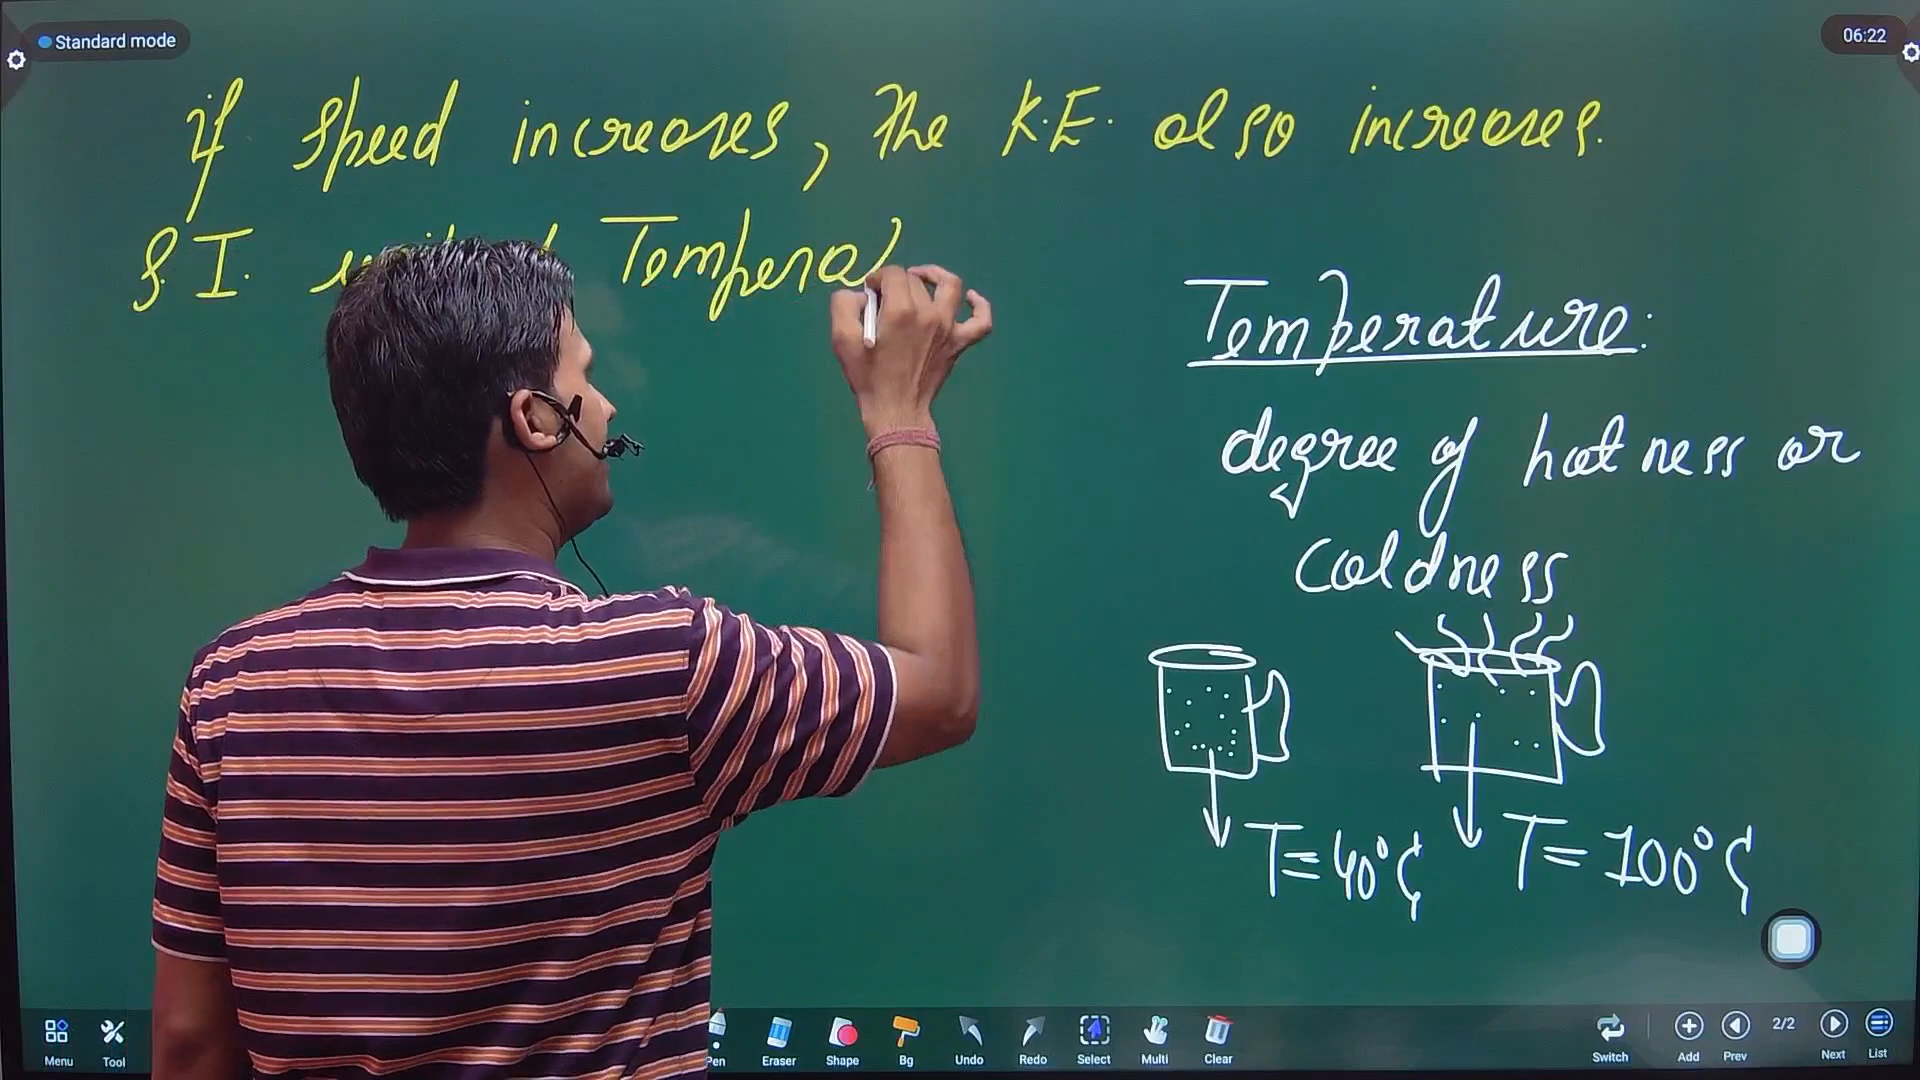 Standard mode
06:22
if speed increases, the K.E. also increases.
S.I. Tempera
Temperature:
degree of hotness or
coldness
T=40°C
T=100°C
Menu
Tool
Pen
Eraser
Shape
Bg
Undo
Redo
Select
Multi
Clear
Switch
Add
Prev
2/2
Next
List